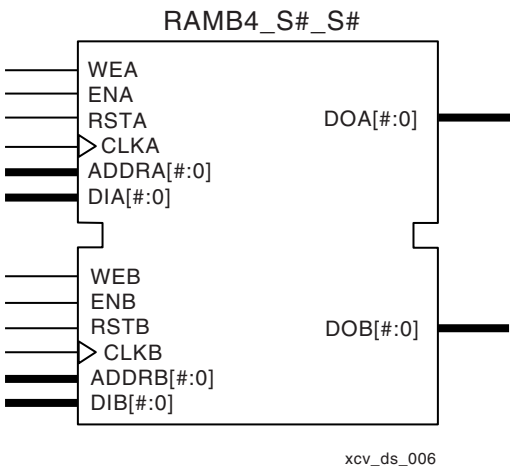 RAMB4_S#_S#
WEA
ENA
RSTA
CLKA
ADDRA[#:0]
DIA[#:0]
DOA[#:0]
WEB
ENB
RSTB
CLKB
ADDRB[#:0]
DIB[#:0]
DOB[#:0]
xcv_ds_006